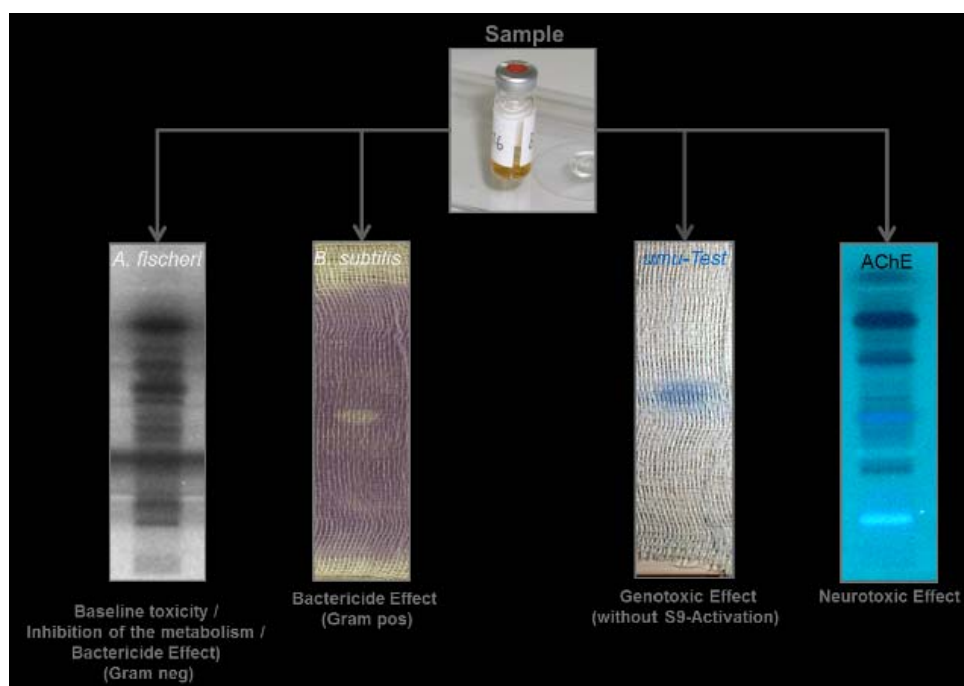 Sample
A. fischeri
B. subtilis
umu-Test
AChE
Baseline toxicity /
Inhibition of the metabolism /
Bactericide Effect)
(Gram neg)
Bactericide Effect
(Gram pos)
Genotoxic Effect
(without S9-Activation)
Neurotoxic Effect